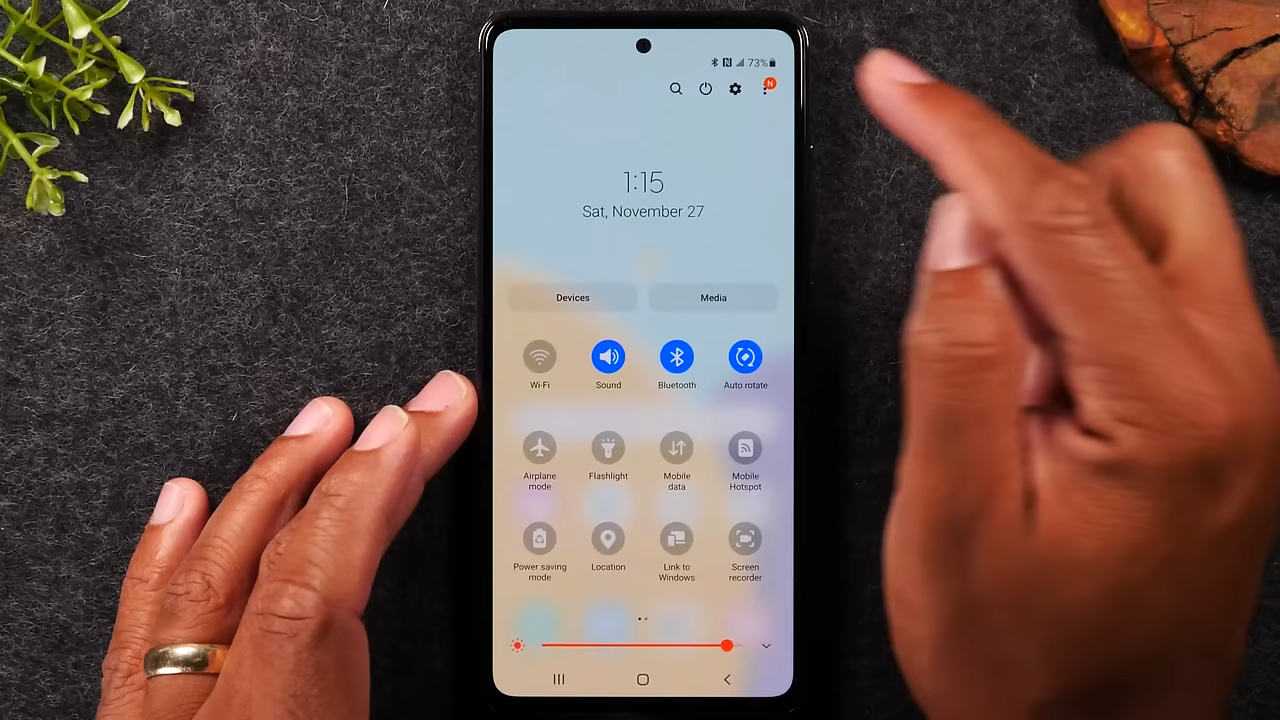 73%
N
1:15
Sat, November 27
Devices
Media
Wi-Fi
Sound
Bluetooth
Auto rotate
Airplane
mode
Flashlight
Mobile
data
Mobile
Hotspot
Power saving
mode
Location
Link to
Windows
Screen
recorder